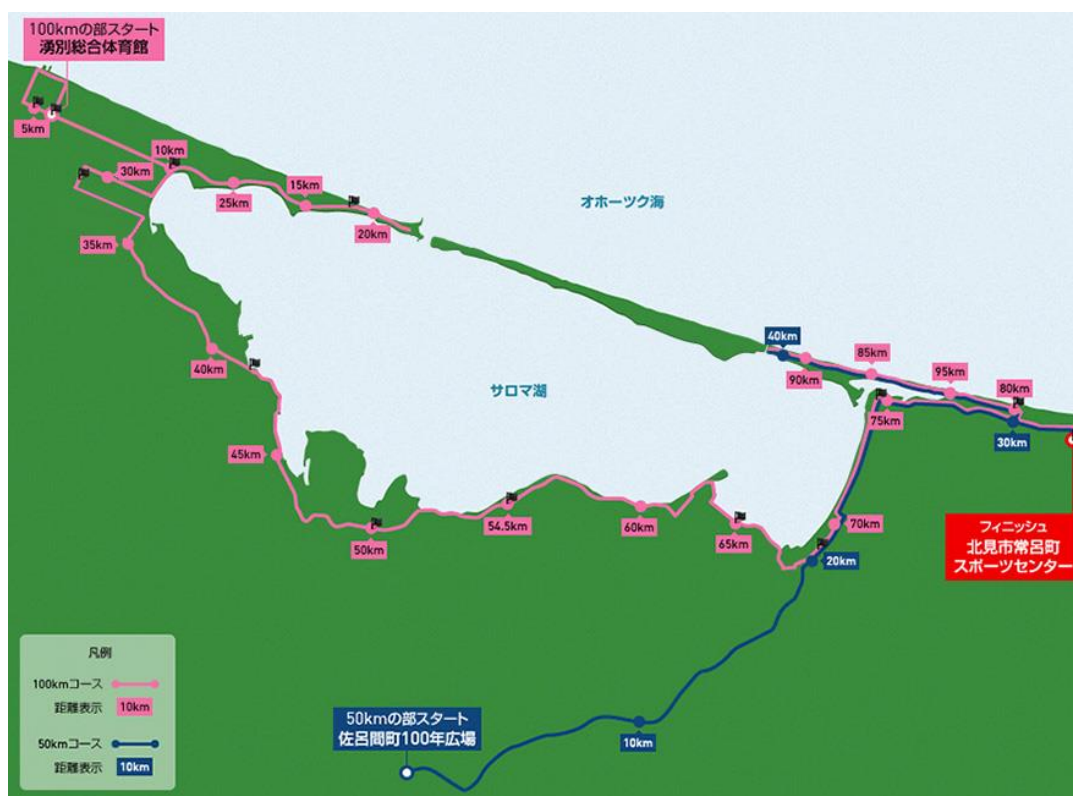 100kmの部スタート
湧別総合体育館
5km
10km
30km
25km
15km
20km
オホーツク海
35km
40km
40km
85km
90km
95km
80km
サロマ湖
75km
30km
45km
50km
54.5km
60km
65km
70km
20km
フィニッシュ
北見市常呂町
スポーツセンター
凡例
100kmコース
距離表示 10km
50kmコース
距離表示 10km
50kmの部スタート
佐呂間町100年広場
10km